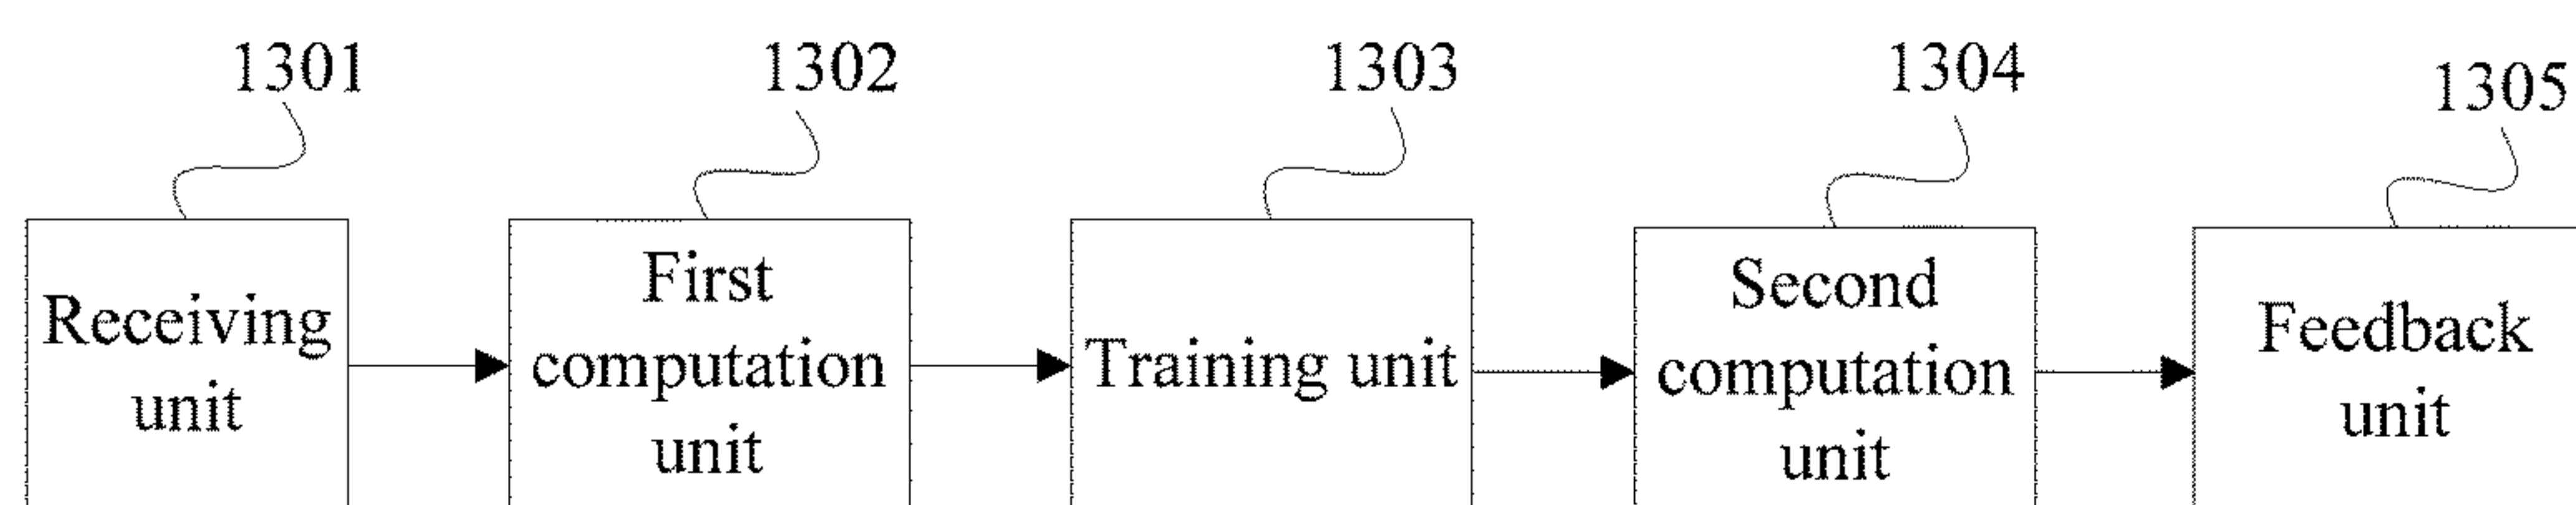 1301
1302
1303
1304
1305
Receiving
unit
First
computation
unit
Training unit
Second
computation
unit
Feedback
unit